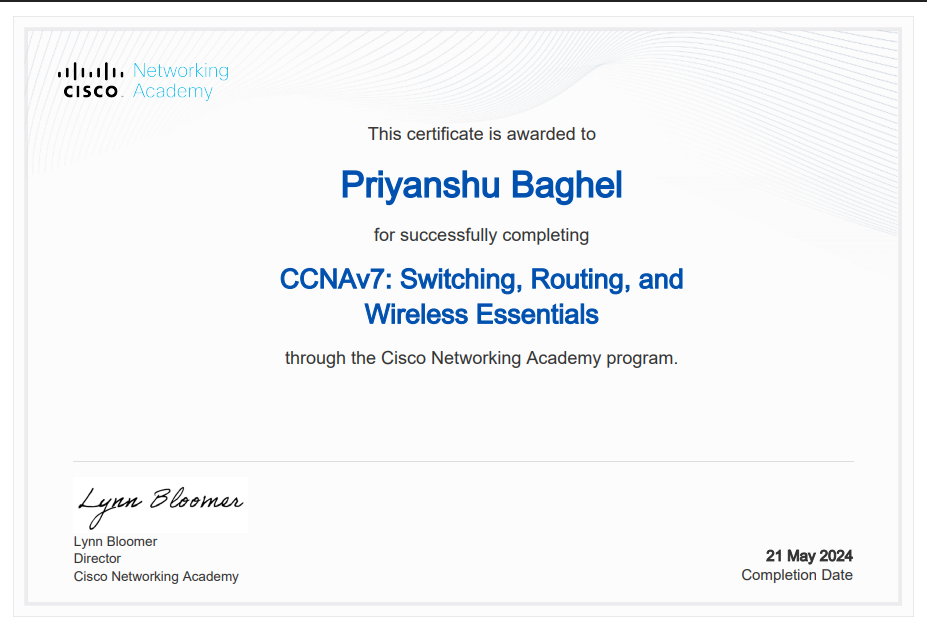 Networking
CISCO. Academy
This certificate is awarded to
Priyanshu Baghel
for successfully completing
CCNAv7: Switching, Routing, and
Wireless Essentials
through the Cisco Networking Academy program.
Lynn Bloomer
Lynn Bloomer
Director
Cisco Networking Academy
21 May 2024
Completion Date